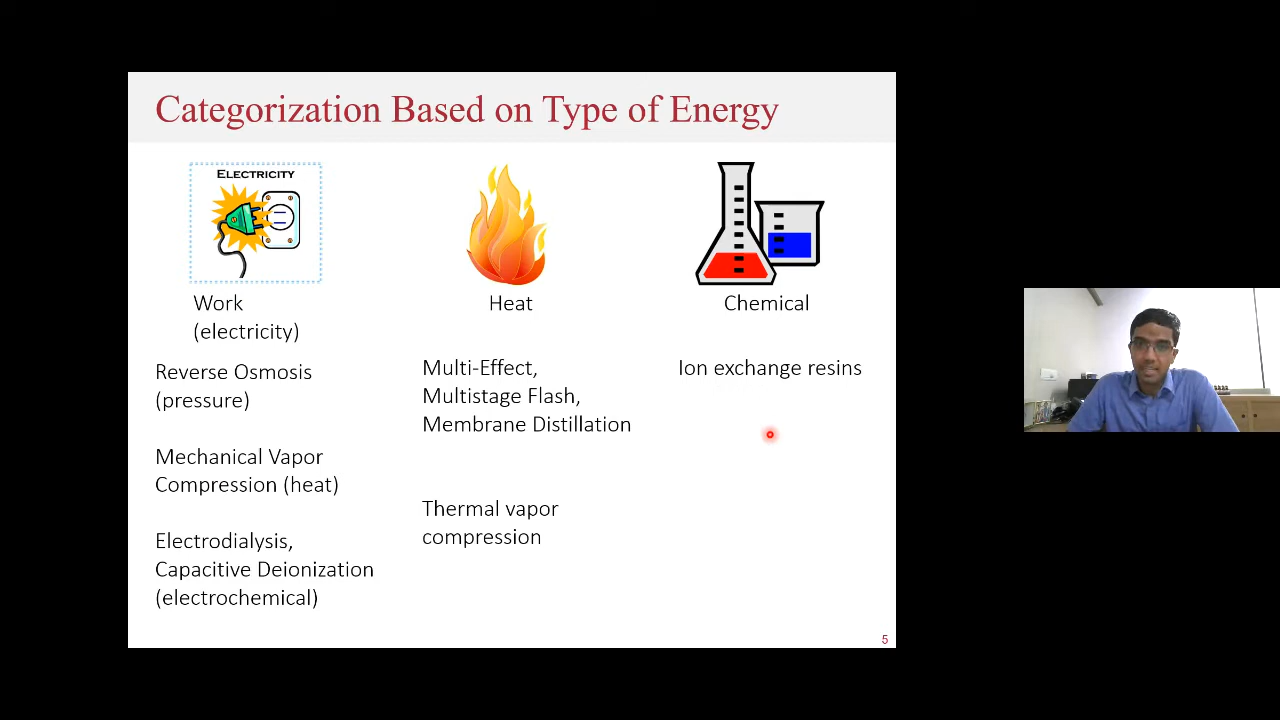 Categorization Based on Type of Energy
ELECTRICITY
Work
(electricity)
Reverse Osmosis
(pressure)
Mechanical Vapor
Compression (heat)
Electrodialysis,
Capacitive Deionization
(electrochemical)
Heat
Multi-Effect,
Multistage Flash,
Membrane Distillation
Thermal vapor
compression
Chemical
Ion exchange resins
5